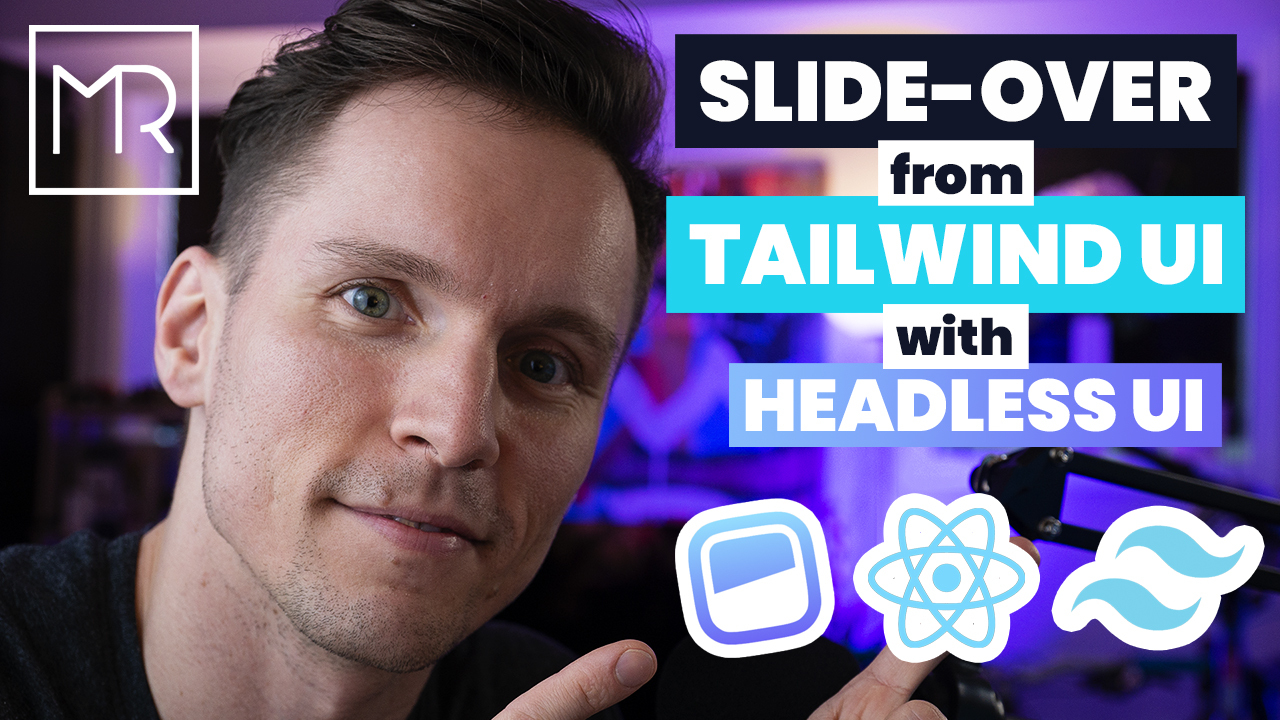 MR
SLIDE-OVER
from
TAILWIND UI
with
HEADLESS UI